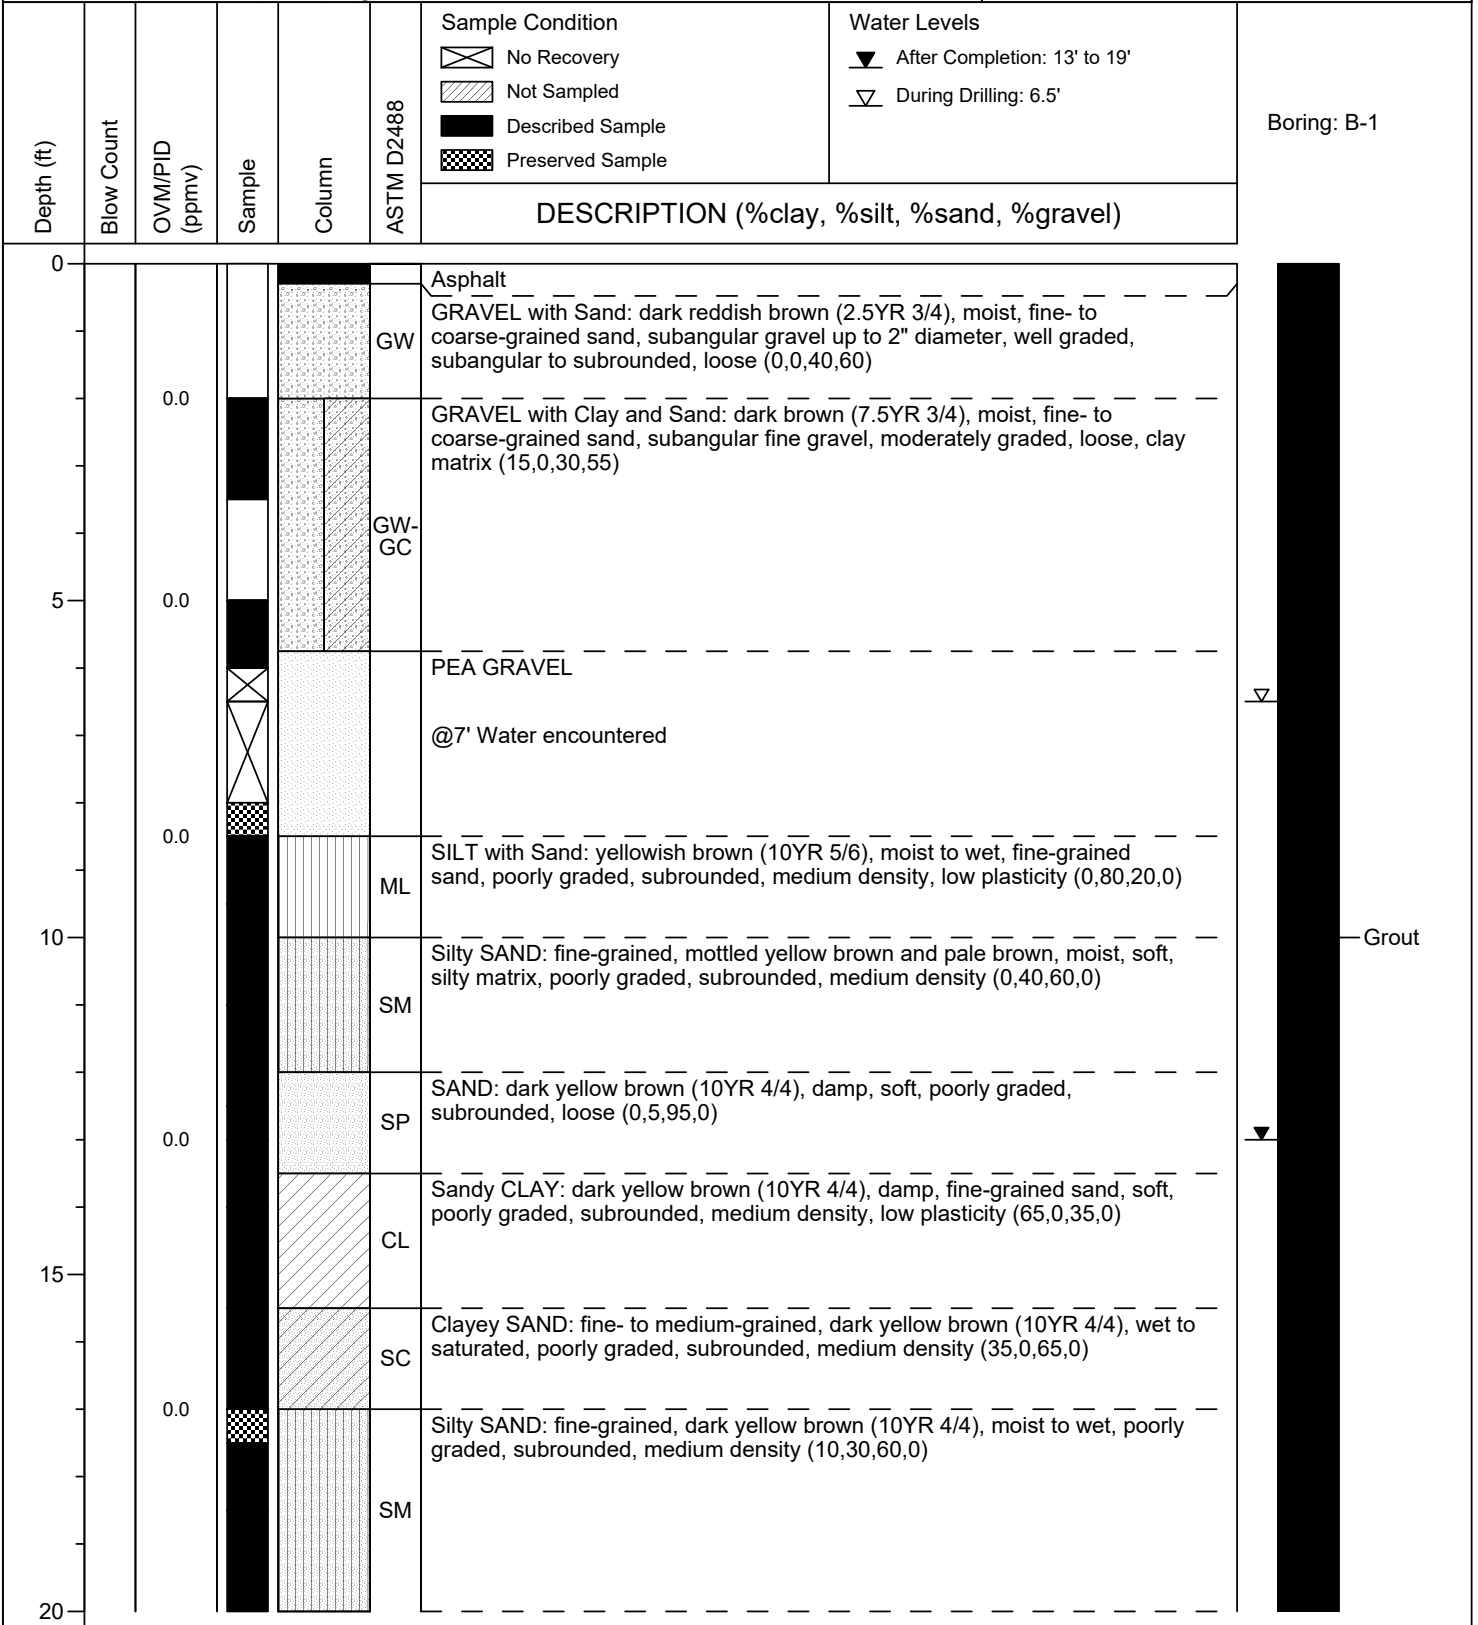 Sample Condition
No Recovery
Not Sampled
Described Sample
Preserved Sample
Water Levels
After Completion: 13' to 19'
During Drilling: 6.5'
Boring: B-1
Depth (ft)
Blow Count
OVM/PID
(ppmv)
Sample
Column
ASTM D2488
DESCRIPTION (%clay, %silt, %sand, %gravel)
0
Asphalt
GW
GRAVEL with Sand: dark reddish brown (2.5YR 3/4), moist, fine- to
coarse-grained sand, subangular gravel up to 2" diameter, well graded,
subangular to subrounded, loose (0,0,40,60)
0.0
GRAVEL with Clay and Sand: dark brown (7.5YR 3/4), moist, fine- to
coarse-grained sand, subangular fine gravel, moderately graded, loose, clay
matrix (15,0,30,55)
GW-
GC
5
0.0
PEA GRAVEL
@7' Water encountered
0.0
ML
SILT with Sand: yellowish brown (10YR 5/6), moist to wet, fine-grained
sand, poorly graded, subrounded, medium density, low plasticity (0,80,20,0)
10
Grout
SM
Silty SAND: fine-grained, mottled yellow brown and pale brown, moist, soft,
silty matrix, poorly graded, subrounded, medium density (0,40,60,0)
SP
SAND: dark yellow brown (10YR 4/4), damp, soft, poorly graded,
subrounded, loose (0,5,95,0)
0.0
CL
Sandy CLAY: dark yellow brown (10YR 4/4), damp, fine-grained sand, soft,
poorly graded, subrounded, medium density, low plasticity (65,0,35,0)
15
SC
Clayey SAND: fine- to medium-grained, dark yellow brown (10YR 4/4), wet to
saturated, poorly graded, subrounded, medium density (35,0,65,0)
0.0
SM
Silty SAND: fine-grained, dark yellow brown (10YR 4/4), moist to wet, poorly
graded, subrounded, medium density (10,30,60,0)
20